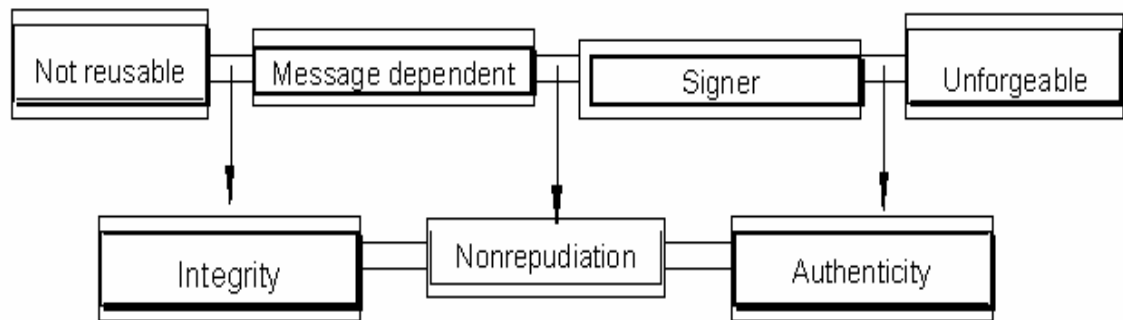 Not reusable
Message dependent
Signer
Unforgeable
Integrity
Nonrepudiation
Authenticity